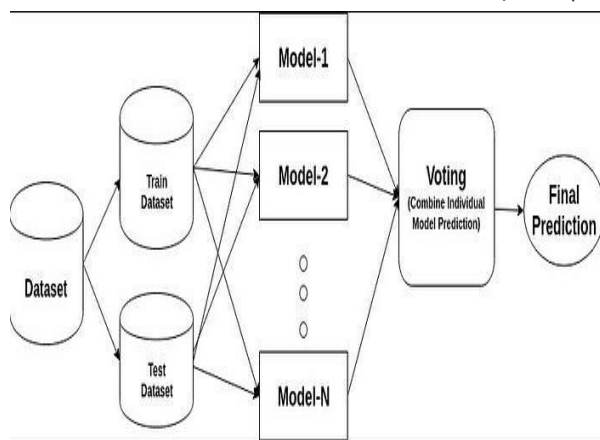 Dataset
Train
Dataset
Test
Dataset
Model-1
Model-2
Model-N
Voting
(Combine Individual
Model Prediction)
Final
Prediction